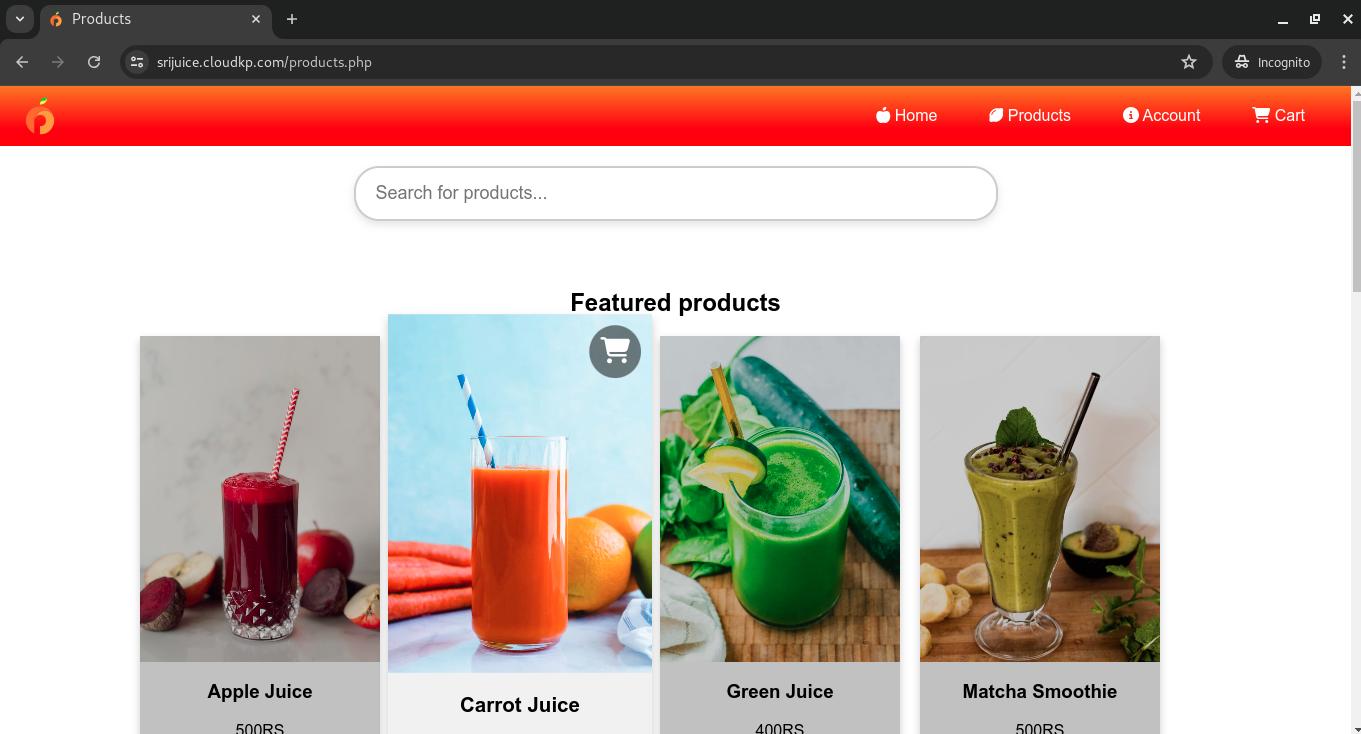 Products
srijuice.cloudkp.com/products.php
Incognito
Home Products Account Cart
Search for products...
Featured products
Apple Juice Carrot Juice Green Juice Matcha Smoothie
500RS 400RS 500RS